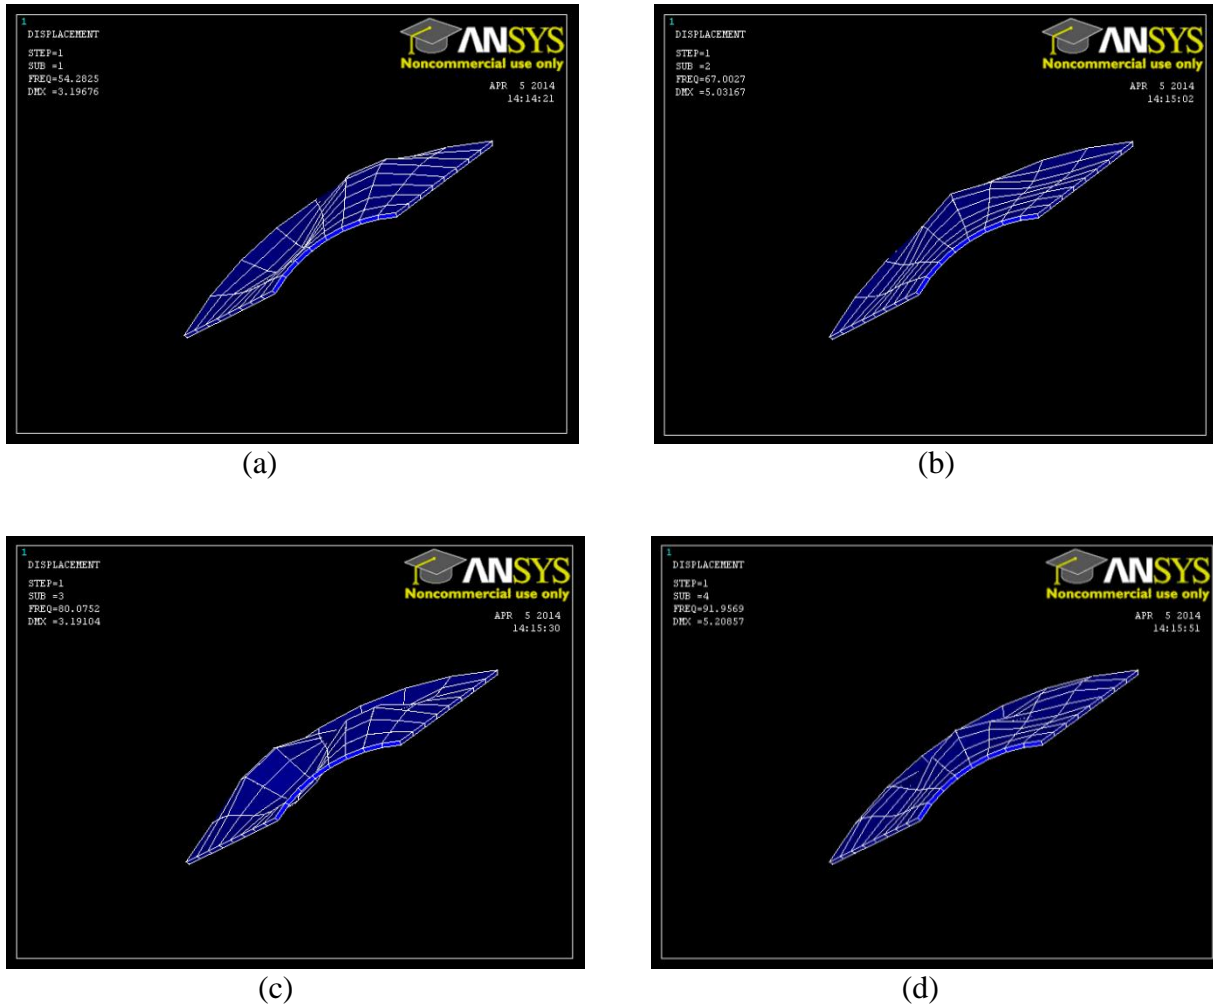 1
DISPLACEMENT
STEP=1
SUB =1
FREQ=54.2825
DMX =3.19676
ANSYS
Noncommercial use only
APR 5 2014
14:14:21
(a)
1
DISPLACEMENT
STEP=1
SUB =2
FREQ=67.0027
DMX =5.03167
ANSYS
Noncommercial use only
APR 5 2014
14:15:02
(b)
1
DISPLACEMENT
STEP=1
SUB =3
FREQ=80.0752
DMX =3.19104
ANSYS
Noncommercial use only
APR 5 2014
14:15:30
(c)
1
DISPLACEMENT
STEP=1
SUB =4
FREQ=91.9569
DMX =5.20857
ANSYS
Noncommercial use only
APR 5 2014
14:15:51
(d)